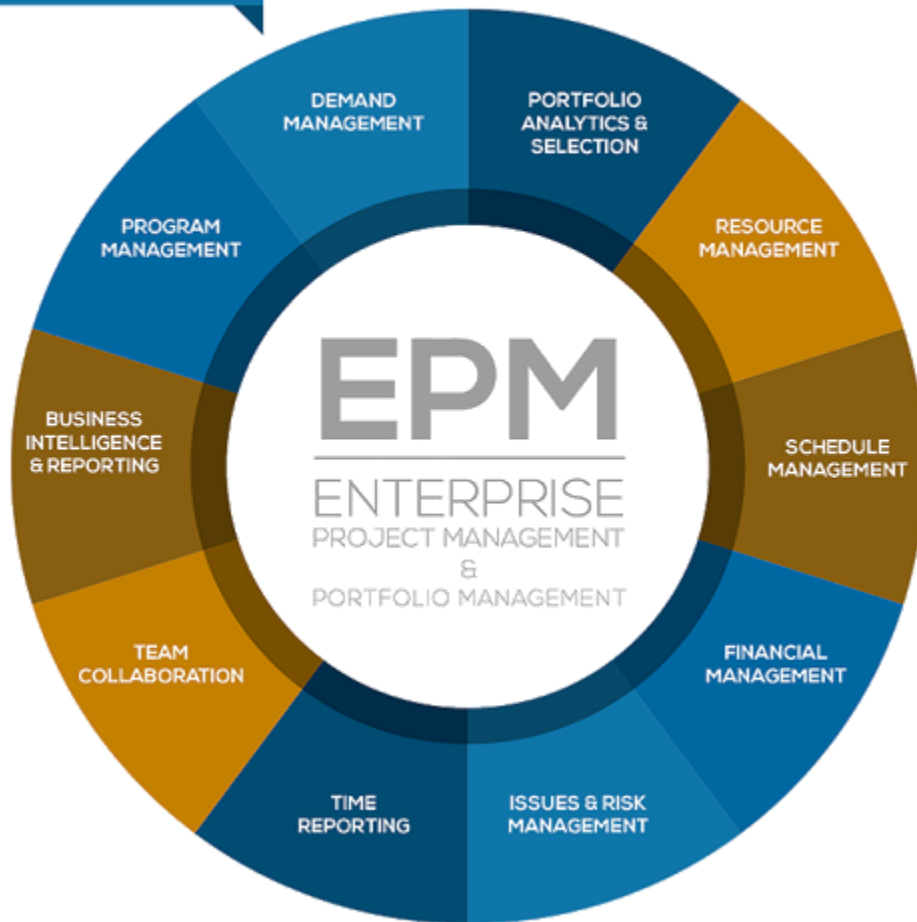 DEMAND
MANAGEMENT
PORTFOLIO
ANALYTICS &
SELECTION
PROGRAM
MANAGEMENT
RESOURCE
MANAGEMENT
EPM
ENTERPRISE
PROJECT MANAGEMENT
&
PORTFOLIO MANAGEMENT
BUSINESS
INTELLIGENCE
& REPORTING
SCHEDULE
MANAGEMENT
TEAM
COLLABORATION
FINANCIAL
MANAGEMENT
TIME
REPORTING
ISSUES & RISK
MANAGEMENT